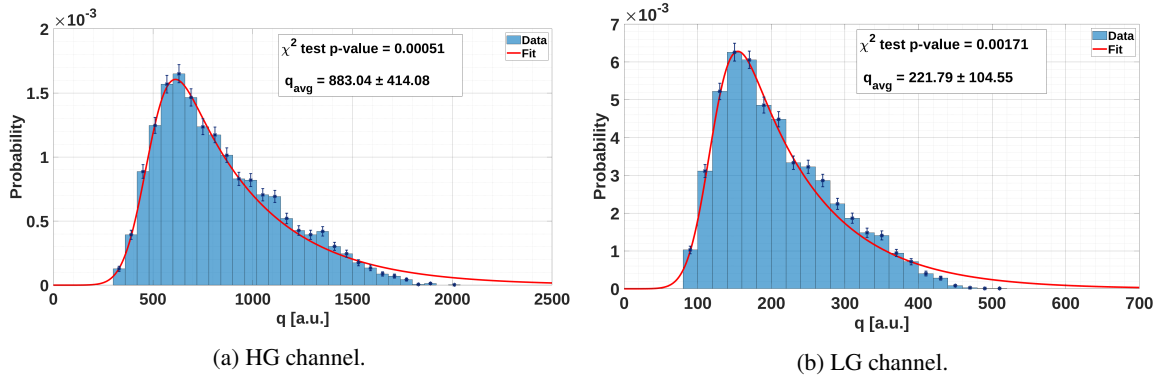 ×10⁻³
2
1.5
1
0.5
0
Probability
χ² test p-value = 0.00051
q_avg = 883.04 ± 414.08
Data
Fit
0 500 1000 1500 2000 2500
q [a.u.]
(a) HG channel.
×10⁻³
7
6
5
4
3
2
1
0
Probability
χ² test p-value = 0.00171
q_avg = 221.79 ± 104.55
Data
Fit
0 100 200 300 400 500 600 700
q [a.u.]
(b) LG channel.